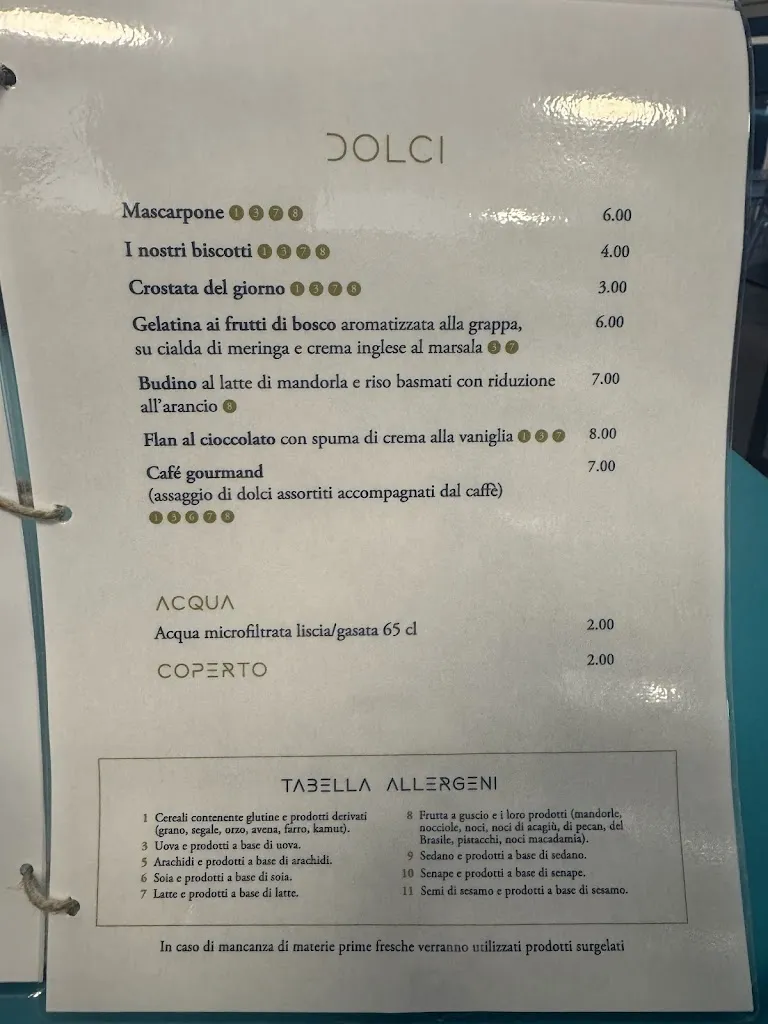 DOLCI
Mascarpone 1 3 7 8 6.00
I nostri biscotti 1 3 7 8 4.00
Crostata del giorno 1 3 7 8 3.00
Gelatina ai frutti di bosco aromatizzata alla grappa, 6.00
su cialda di meringa e crema inglese al marsala 3 7
Budino al latte di mandorla e riso basmati con riduzione 7.00
all'arancio 8
Flan al cioccolato con spuma di crema alla vaniglia 1 3 7 8.00
Café gourmand 7.00
(assaggio di dolci assortiti accompagnati dal caffè)
1 3 6 7 8
ACQUA
Acqua microfiltrata liscia/gasata 65 cl 2.00
COPERTO 2.00
TABELLA ALLERGENI
1 Cereali contenente glutine e prodotti derivati
(grano, segale, orzo, avena, farro, kamut).
3 Uova e prodotti a base di uova.
5 Arachidi e prodotti a base di arachidi.
6 Soia e prodotti a base di soia.
7 Latte e prodotti a base di latte.
8 Frutta a guscio e i loro prodotti (mandorle,
nocciole, noci, noci di acagiù, di pecan, del
Brasile, pistacchi, noci macadamia).
9 Sedano e prodotti a base di sedano.
10 Senape e prodotti a base di senape.
11 Semi di sesamo e prodotti a base di sesamo.
In caso di mancanza di materie prime fresche verranno utilizzati prodotti surgelati